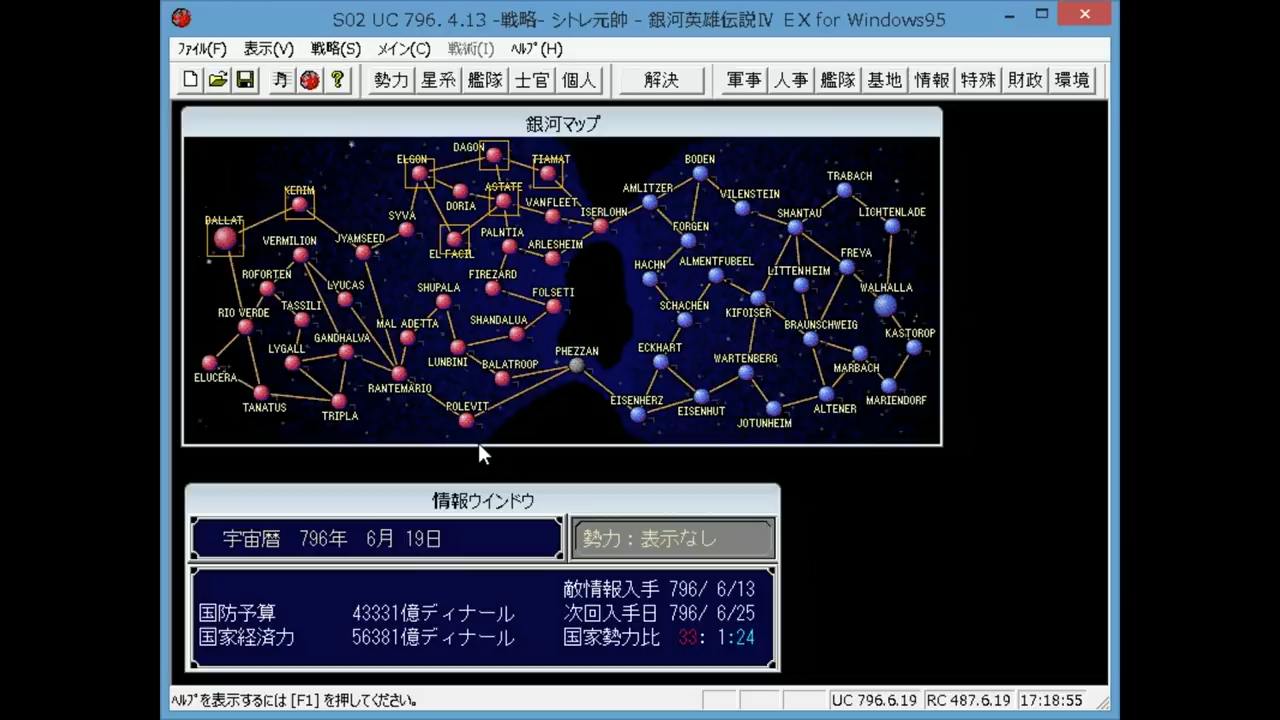 S02 UC 796. 4.13 -戦略- シトレ元帥 - 銀河英雄伝説Ⅳ EX for Windows95
ﾌｧｲﾙ(F) 表示(V) 戦略(S) メイン(C) 戦術(I) ﾍﾙﾌﾟ(H)
勢力 星系 艦隊 士官 個人 解決 軍事 人事 艦隊 基地 情報 特殊 財政 環境
銀河マップ
DAGON
ELGON TIAMAT BODEN
TRABACH
KERIM ASTATE AMLITZER
VILENSTEIN
DORIA VANFLEET
SYVA ISERLOHN SHANTAU LICHTENLADE
BALLAT
PALNTIA FORGEN
VERMILION JYAMSEED ARLESHEIM
EL FACIL FREYA
HACHN ALMENTFUBEEL
ROFORTEN FIREZARD LITTENHEIM
LYUCAS SHUPALA FOLSETI WALHALLA
TASSILI SCHACHEN
RIO VERDE KIFOISER
SHANDALUA
MAL ADETTA BRAUNSCHWEIG
GANDHALVA KASTOROP
LYGALL ECKHART
PHEZZAN
LUNBINI BALATROOP WARTENBERG
MARBACH
ELUCERA
RANTEMARIO
EISENHERZ MARIENDORF
TANATUS ROLEVIT ALTENER
TRIPLA EISENHUT
JOTUNHEIM
情報ウインドウ
宇宙暦 796年 6月 19日 勢力：表示なし
敵情報入手 796/ 6/13
国防予算 43331億ディナール 次回入手日 796/ 6/25
国家経済力 56381億ディナール 国家勢力比 33: 1:24
ﾍﾙﾌﾟを表示するには [F1] を押してください。 UC 796.6.19 RC 487.6.19 17:18:55